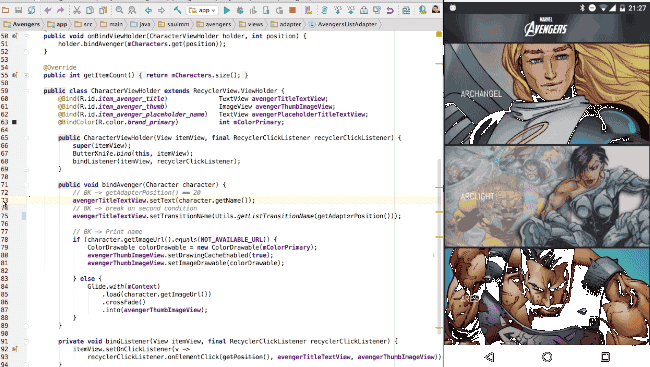 app
Avengers app src main java saulmm avengers views adapter AvengersListAdapter
50 public void onBindViewHolder(CharacterViewHolder holder, int position) {
51 holder.bindAvenger(mCharacters.get(position));
52 }
53
54 @Override
55 public int getItemCount() { return mCharacters.size(); }
58
59 public class CharacterViewHolder extends RecyclerView.ViewHolder{
60 @Bind(R.id.item_avenger_title) TextView avengerTitleTextView;
61 @Bind(R.id.item_avenger_thumb) ImageView avengerThumbImageView;
62 @Bind(R.id.item_avenger_placeholder_name) TextView avengerPlaceholderTitleTextView;
63 @BindColor(R.color.brand_primary) int mColorPrimary;
64
65 public CharacterViewHolder(View itemView, final RecyclerClickListener recyclerClickListener) {
66 super(itemView);
67 ButterKnife.bind(this, itemView);
68 bindListener(itemView, recyclerClickListener);
69 }
70
71 public void bindAvenger(Character character) {
72 // BK -> getAdapterPosition() == 20
73 avengerTitleTextView.setText(character.getName());
74 // BK -> break on second condition
75 avengerTitleTextView.setTransitionName(Utils.getListTransitionName(getAdapterPosition()));
76
77 // BK -> Print name
78 if (character.getImageUrl().equals(NOT_AVAILABLE_URL)) {
79 ColorDrawable colorDrawable = new ColorDrawable(mColorPrimary);
80 avengerThumbImageView.setDrawingCacheEnabled(true);
81 avengerThumbImageView.setImageDrawable(colorDrawable);
82
83 } else {
84 Glide.with(mContext)
85 .load(character.getImageUrl())
86 .crossFade()
87 .into(avengerThumbImageView);
88 }
89 }
90
91 private void bindListener(View itemView, final RecyclerClickListener recyclerClickListener) {
92 itemView.setOnClickListener(v ->
93 recyclerClickListener.onElementClick(getPosition(), avengerTitleTextView, avengerThumbImageView))
94 }
21:27
MARVEL
AVENGERS
ARCHANGEL
ARCLIGHT